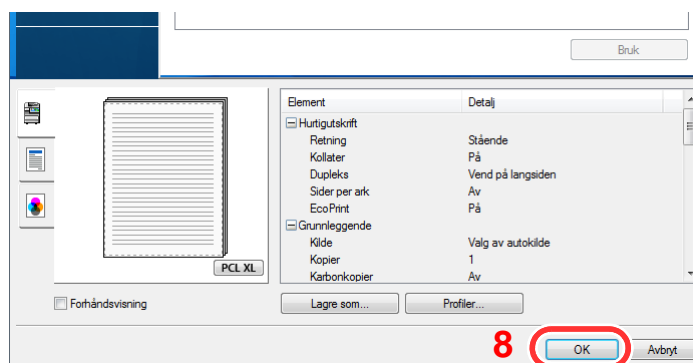 Bruk
Element Detalj
Hurtigutskrift
Retning Stående
Kollater På
Dupleks Vend på langsiden
Sider per ark Av
EcoPrint På
Grunnleggende
Kilde Valg av autokilde
Kopier 1
Karbonkopier Av
PCL XL
Forhåndsvisning Lagre som... Profiler...
8 OK Avbryt